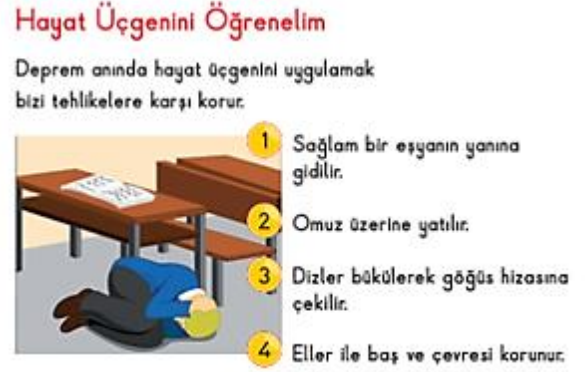 Hayat Üçgenini Öğrenelim
Deprem anında hayat üçgenini uygulamak
bizi tehlikelere karşı korur.
1 Sağlam bir eşyanın yanına
gidilir.
2 Omuz üzerine yatılır.
3 Dizler bükülerek göğüs hizasına
çekilir.
4 Eller ile baş ve çevresi korunur.